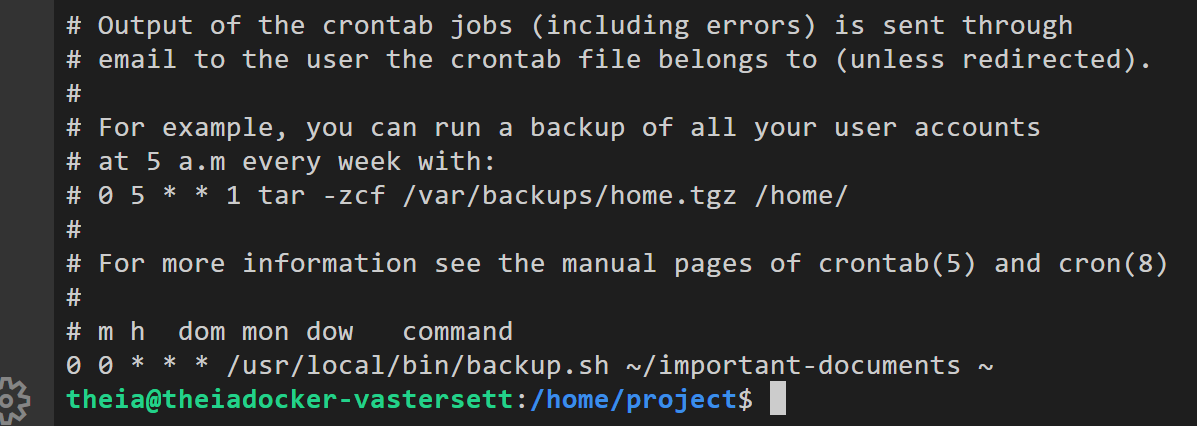 # Output of the crontab jobs (including errors) is sent through
# email to the user the crontab file belongs to (unless redirected).
#
# For example, you can run a backup of all your user accounts
# at 5 a.m every week with:
# 0 5 * * 1 tar -zcf /var/backups/home.tgz /home/
#
# For more information see the manual pages of crontab(5) and cron(8)
#
# m h  dom mon dow   command
0 0 * * * /usr/local/bin/backup.sh ~/important-documents ~
theia@theiadocker-vastersett:/home/project$